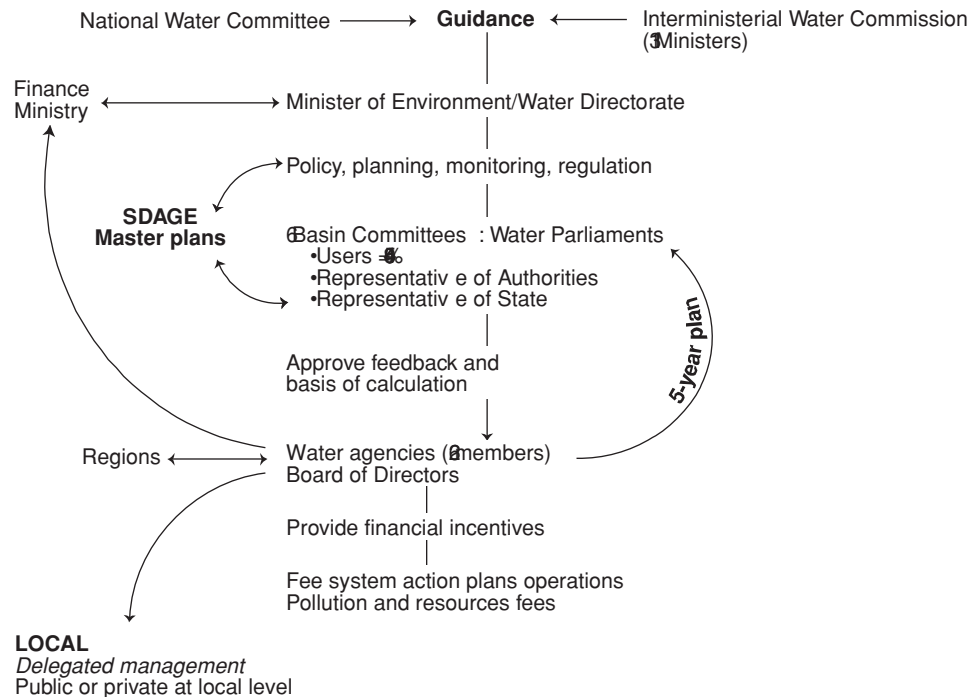 National Water Committee
Guidance
Interministerial Water Commission
Ministers)
Finance
Ministry
Minister of Environment/Water Directorate
Policy, planning, monitoring, regulation
SDAGE
Master plans
Basin Committees : Water Parliaments
•Users
•Representativ e of Authorities
•Representativ e of State
5-year plan
Approve feedback and
basis of calculation
Regions
Water agencies ( members)
Board of Directors
Provide financial incentives
Fee system action plans operations
Pollution and resources fees
LOCAL
Delegated management
Public or private at local level